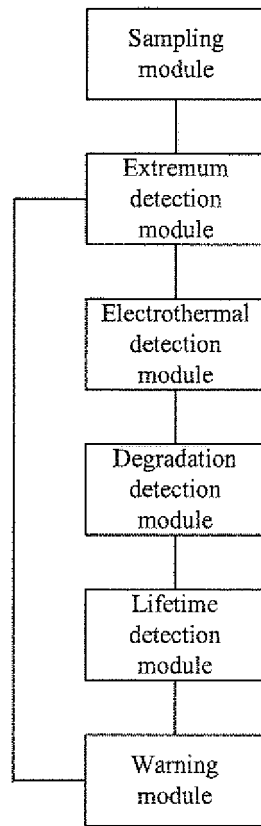 Sampling
module
Extremum
detection
module
Electrothermal
detection
module
Degradation
detection
module
Lifetime
detection
module
Warning
module